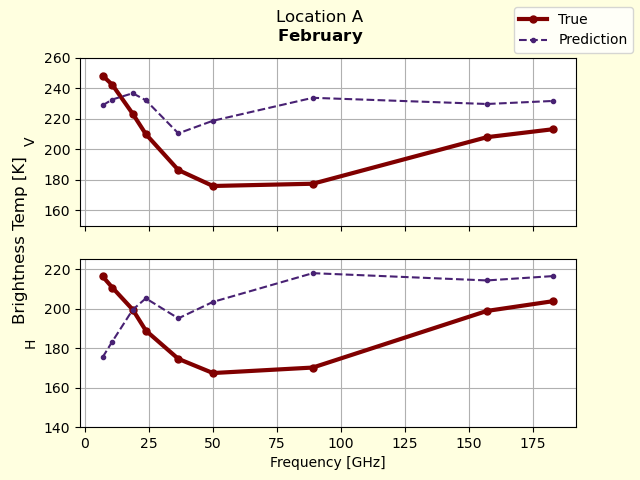 Location A
February
True
Prediction
Brightness Temp [K]
V
260
240
220
200
180
160
H
220
200
180
160
140
0 25 50 75 100 125 150 175
Frequency [GHz]